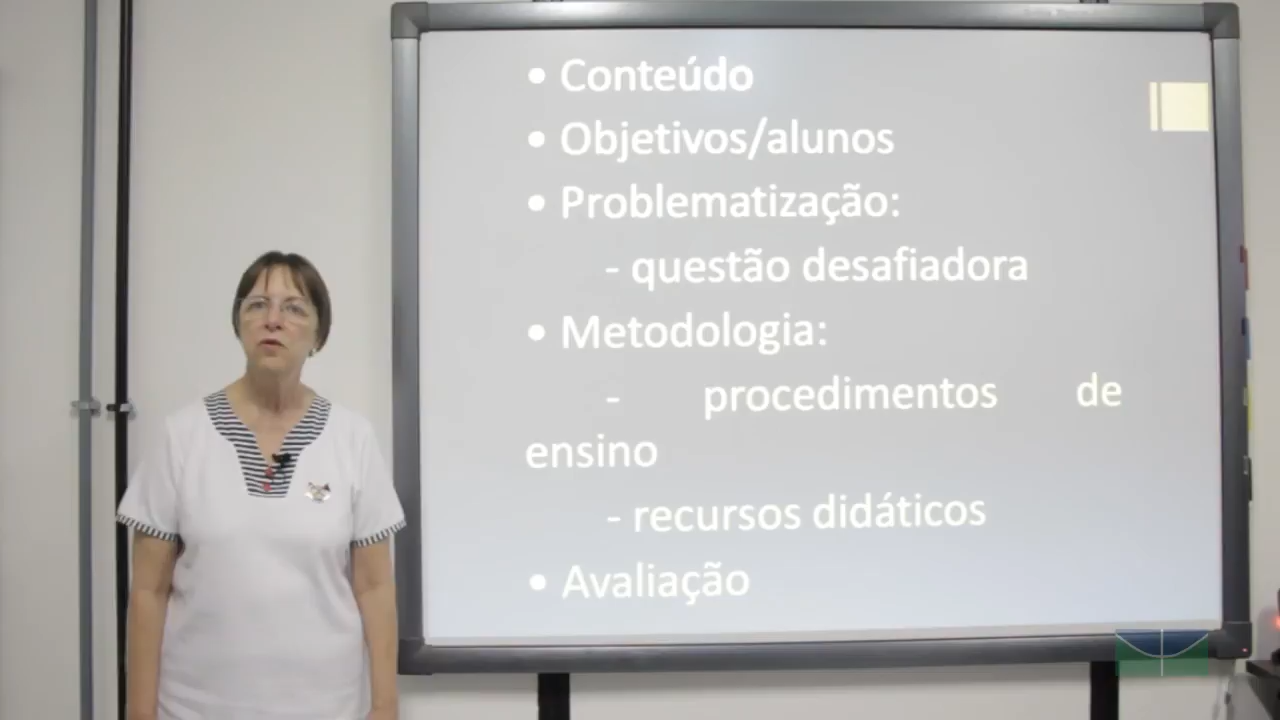 • Conteúdo
• Objetivos/alunos
• Problematização:
- questão desafiadora
• Metodologia:
- procedimentos de
ensino
- recursos didáticos
• Avaliação